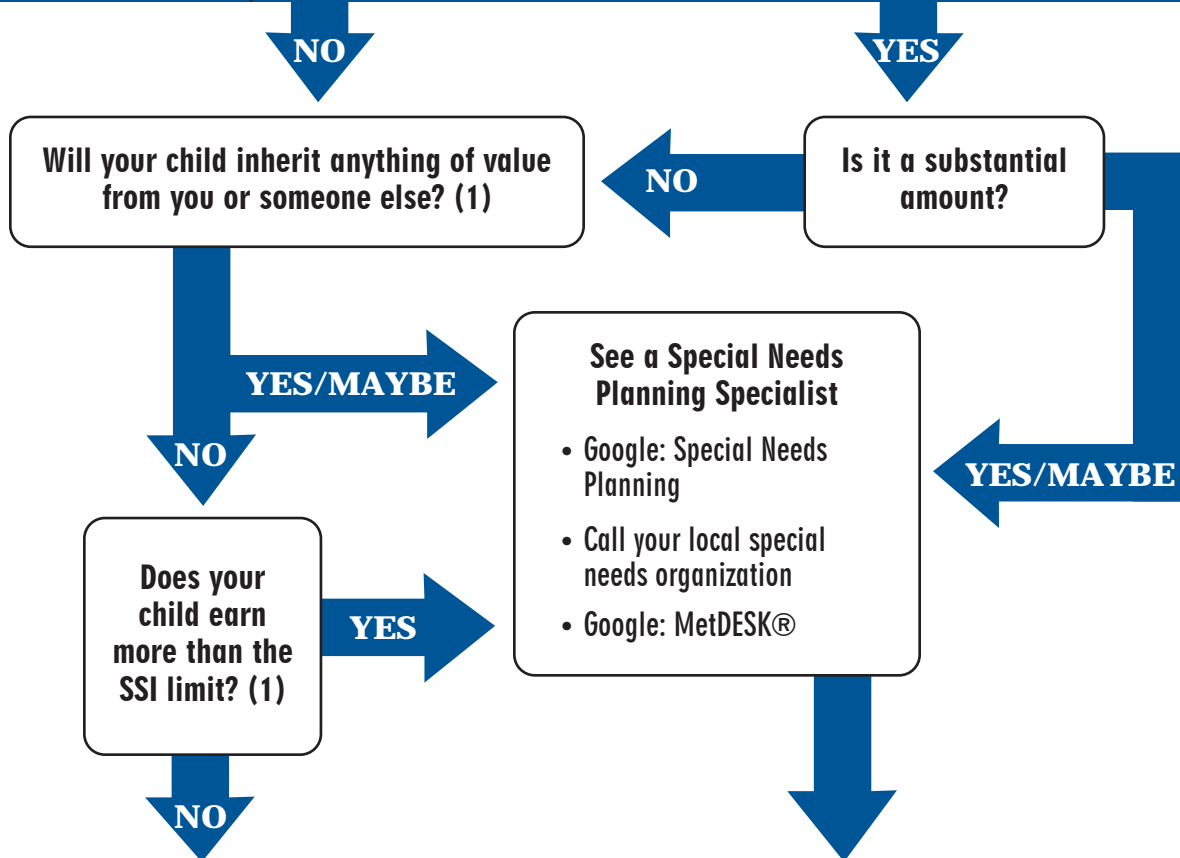 NO
YES
Will your child inherit anything of value
from you or someone else? (1)
NO
Is it a substantial
amount?
YES/MAYBE
See a Special Needs
Planning Specialist
• Google: Special Needs
Planning
• Call your local special
needs organization
• Google: MetDESK®
YES/MAYBE
NO
Does your
child earn
more than the
SSI limit? (1)
YES
NO